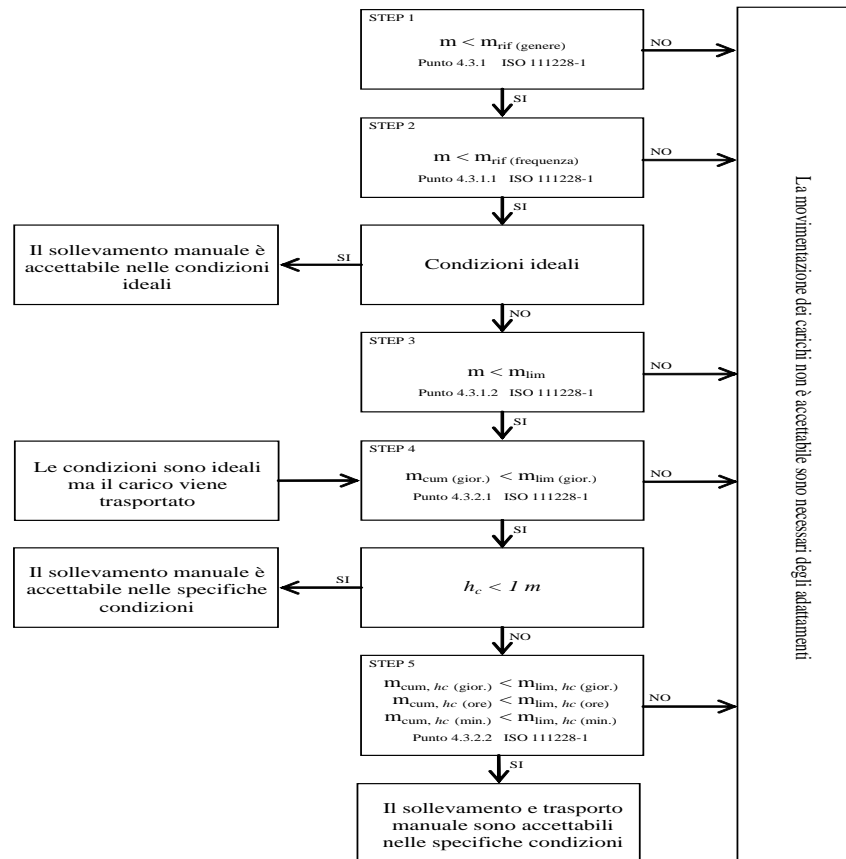 STEP 1
m < mrif (genere)
Punto 4.3.1 ISO 111228-1
NO
SI
STEP 2
m < mrif (frequenza)
Punto 4.3.1.1 ISO 111228-1
NO
SI
Il sollevamento manuale è
accettabile nelle condizioni
ideali
SI
Condizioni ideali
NO
STEP 3
m < mlim
Punto 4.3.1.2 ISO 111228-1
NO
SI
Le condizioni sono ideali
ma il carico viene
trasportato
STEP 4
mcum (gior.) < mlim (gior.)
Punto 4.3.2.1 ISO 111228-1
NO
SI
Il sollevamento manuale è
accettabile nelle specifiche
condizioni
SI
hc < 1 m
NO
STEP 5
mcum, hc (gior.) < mlim, hc (gior.)
mcum, hc (ore) < mlim, hc (ore)
mcum, hc (min.) < mlim, hc (min.)
Punto 4.3.2.2 ISO 111228-1
NO
SI
Il sollevamento e trasporto
manuale sono accettabili
nelle specifiche condizioni
La movimentazione dei carichi non è accettabile sono necessari degli adattamenti